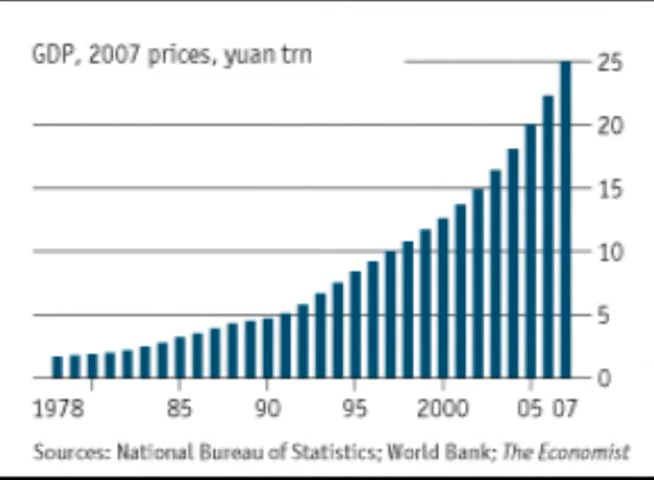 GDP, 2007 prices, yuan trn
25
20
15
10
5
0
1978 85 90 95 2000 05 07
Sources: National Bureau of Statistics; World Bank; The Economist